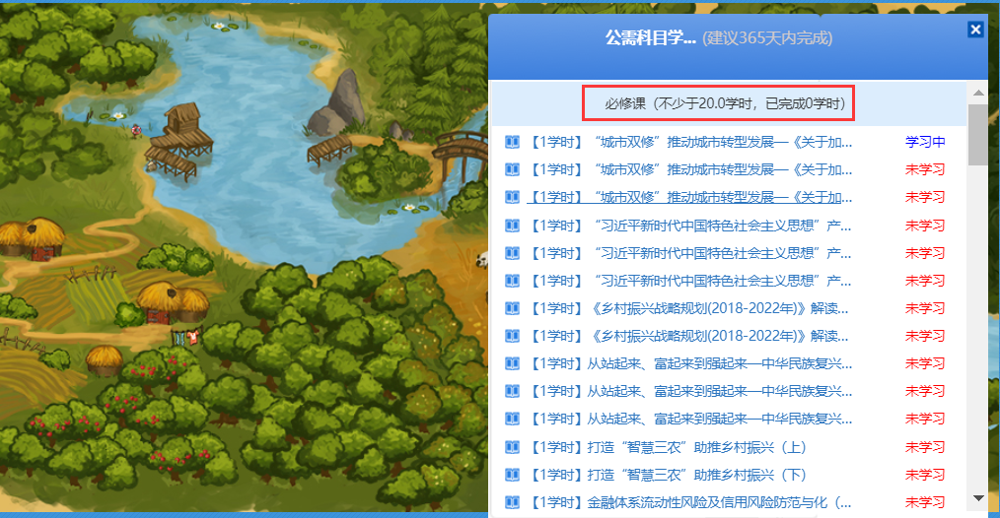 公需科目学... (建议365天内完成)
必修课（不少于20.0学时，已完成0学时）
【1学时】“城市双修”推动城市转型发展—《关于加... 学习中
【1学时】“城市双修”推动城市转型发展—《关于加... 未学习
【1学时】“城市双修”推动城市转型发展—《关于加... 未学习
【1学时】“习近平新时代中国特色社会主义思想”产... 未学习
【1学时】“习近平新时代中国特色社会主义思想”产... 未学习
【1学时】“习近平新时代中国特色社会主义思想”产... 未学习
【1学时】《乡村振兴战略规划(2018-2022年)》解读... 未学习
【1学时】《乡村振兴战略规划(2018-2022年)》解读... 未学习
【1学时】从站起来、富起来到强起来—中华民族复兴... 未学习
【1学时】从站起来、富起来到强起来—中华民族复兴... 未学习
【1学时】从站起来、富起来到强起来—中华民族复兴... 未学习
【1学时】打造“智慧三农”助推乡村振兴（上） 未学习
【1学时】打造“智慧三农”助推乡村振兴（下） 未学习
【1学时】金融体系流动性风险及信用风险防范与化（... 未学习